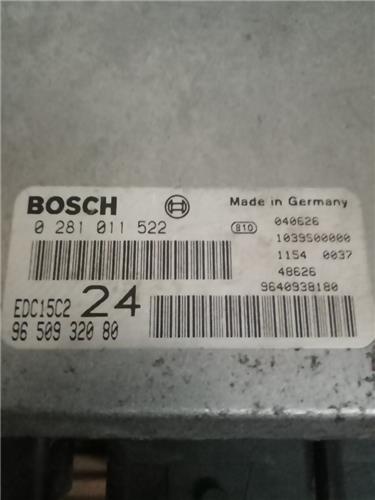 BOSCH
Made in Germany
0 281 011 522
810
040626
1039S00000
1154 0037
48626
9640938180
EDC15C2 24
96 509 320 80